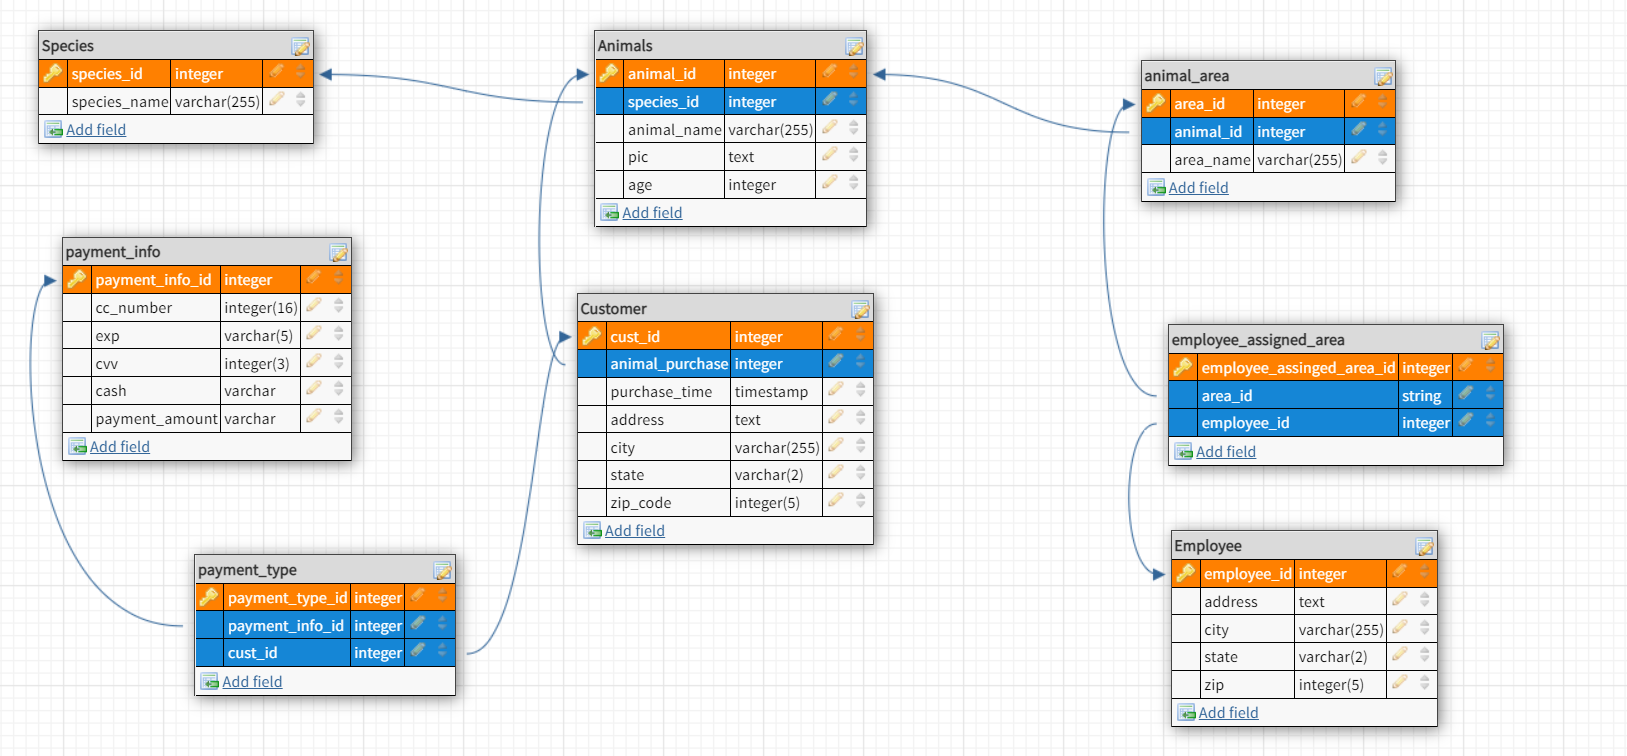 Species
species_id integer
species_name varchar(255)
Add field
Animals
animal_id integer
species_id integer
animal_name varchar(255)
pic text
age integer
Add field
animal_area
area_id integer
animal_id integer
area_name varchar(255)
Add field
payment_info
payment_info_id integer
cc_number integer(16)
exp varchar(5)
cvv integer(3)
cash varchar
payment_amount varchar
Add field
Customer
cust_id integer
animal_purchase integer
purchase_time timestamp
address text
city varchar(255)
state varchar(2)
zip_code integer(5)
Add field
employee_assigned_area
employee_assinged_area_id integer
area_id string
employee_id integer
Add field
payment_type
payment_type_id integer
payment_info_id integer
cust_id integer
Add field
Employee
employee_id integer
address text
city varchar(255)
state varchar(2)
zip integer(5)
Add field